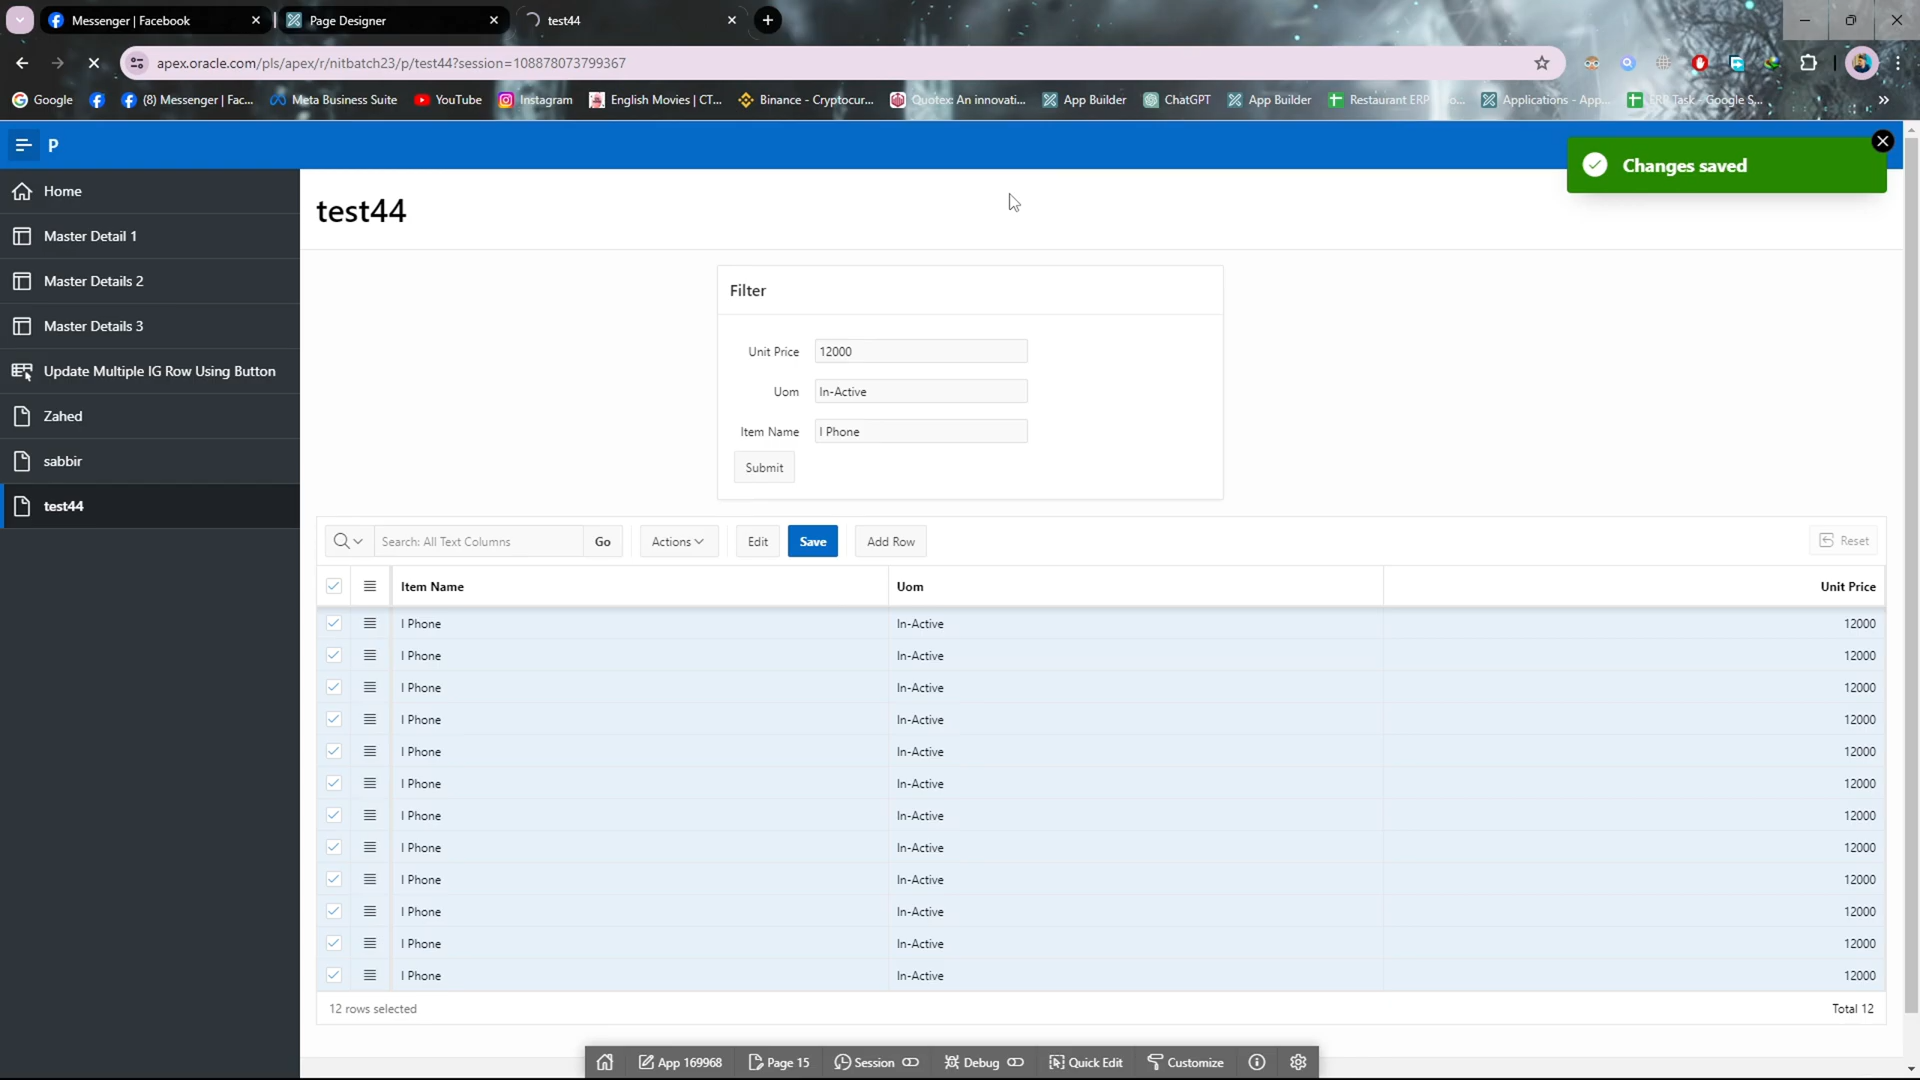 Messenger | Facebook
Page Designer
test44
apex.oracle.com/pls/apex/r/nitbatch23/p/test44?session=108878073799367
Google
(8) Messenger | Fac...
Meta Business Suite
YouTube
Instagram
English Movies | CT...
Binance - Cryptocur...
Quotex: An innovati...
App Builder
ChatGPT
App Builder
Restaurant ERP
Applications - App...
ERP Task - Google S...
P
Changes saved
Home
Master Detail 1
Master Details 2
Master Details 3
Update Multiple IG Row Using Button
Zahed
sabbir
test44
test44
Filter
Unit Price 12000
Uom In-Active
Item Name I Phone
Submit
Search: All Text Columns Go Actions Edit Save Add Row Reset
Item Name Uom Unit Price
I Phone In-Active 12000
I Phone In-Active 12000
I Phone In-Active 12000
I Phone In-Active 12000
I Phone In-Active 12000
I Phone In-Active 12000
I Phone In-Active 12000
I Phone In-Active 12000
I Phone In-Active 12000
I Phone In-Active 12000
I Phone In-Active 12000
I Phone In-Active 12000
12 rows selected Total 12
App 169968 Page 15 Session Debug Quick Edit Customize